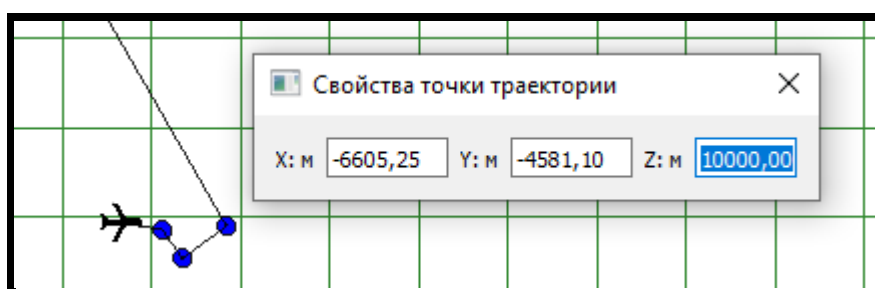 Свойства точки траектории
X: м -6605,25 Y: м -4581,10 Z: м 10000,00